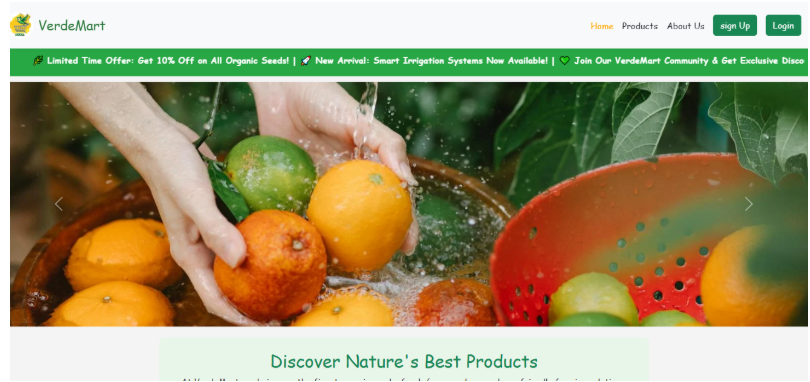 VerdeMart
Home Products About Us sign Up Login
Limited Time Offer: Get 10% Off on All Organic Seeds! | 🚀 New Arrival: Smart Irrigation Systems Now Available! | 💚 Join Our VerdeMart Community & Get Exclusive Disco
Discover Nature's Best Products